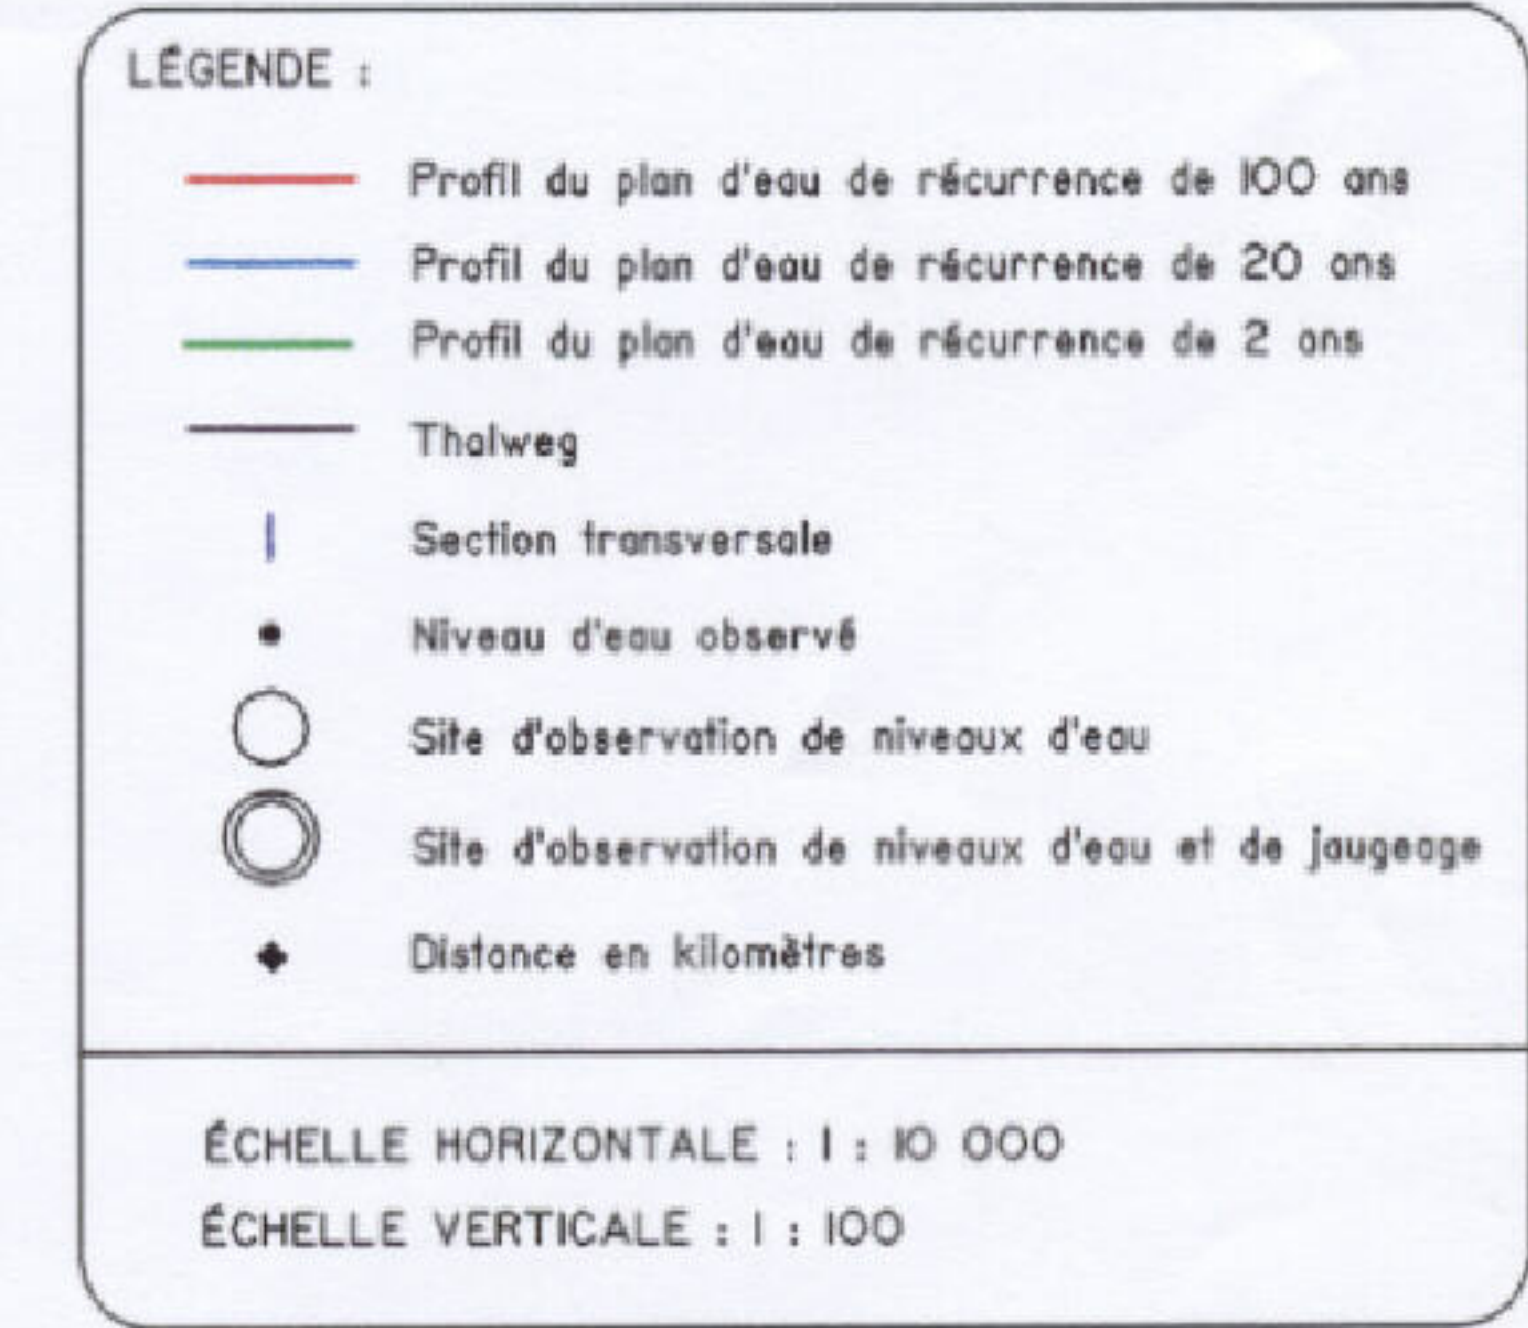 LÉGENDE :
Profil du plan d'eau de récurrence de 100 ans
Profil du plan d'eau de récurrence de 20 ans
Profil du plan d'eau de récurrence de 2 ans
Thalweg
Section transversale
Niveau d'eau observé
Site d'observation de niveaux d'eau
Site d'observation de niveaux d'eau et de jaugeage
Distance en kilomètres
ÉCHELLE HORIZONTALE : 1 : 10 000
ÉCHELLE VERTICALE : 1 : 100